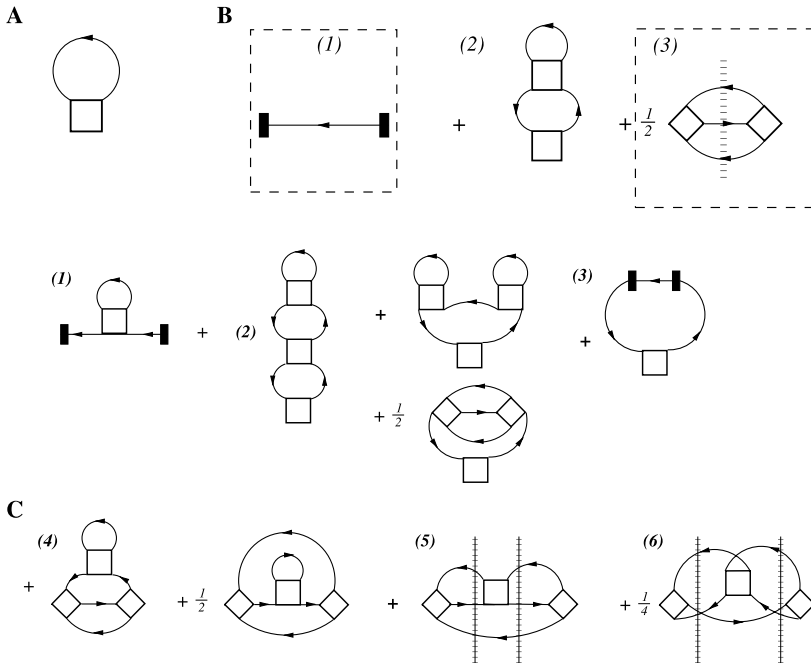 A
B
(1) (2) (3)
+ + 1/2
(1) + (2) + (3)
+
+ 1/2
C
(4) (5) (6)
+ + 1/2 + + 1/4